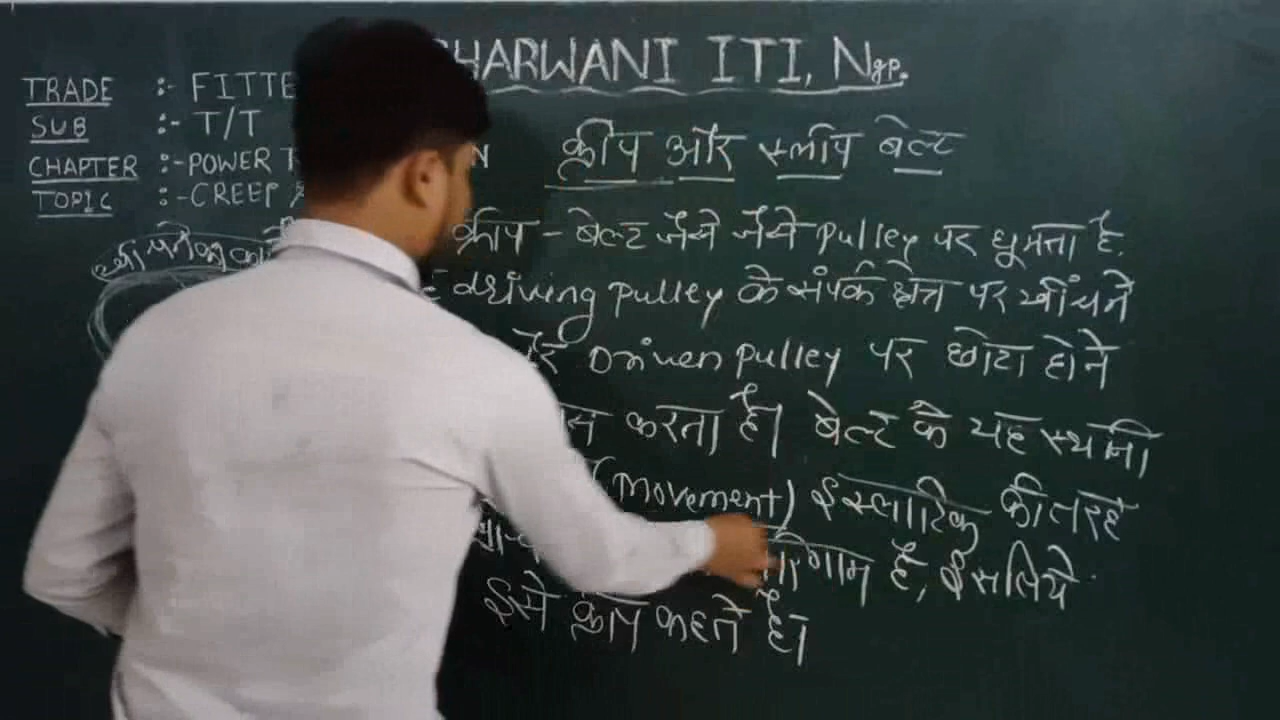 HARWANI ITI, Ngp.
TRADE :- FITTE
SUB :- T/T
CHAPTER :- POWER T N
TOPIC :- CREEP
क्रीप और स्लीप बेल्ट
क्रीप - बेल्ट जैसे जैसे pulley पर घूमता है.
driving pulley के संपर्क क्षेत्र पर खींचने
Driven pulley पर छोटा होने
करता है। बेल्ट के यह स्थमी
(movement) इस्लास्टिक की तरह
है, इसलिये
इसे क्रीप कहते है।